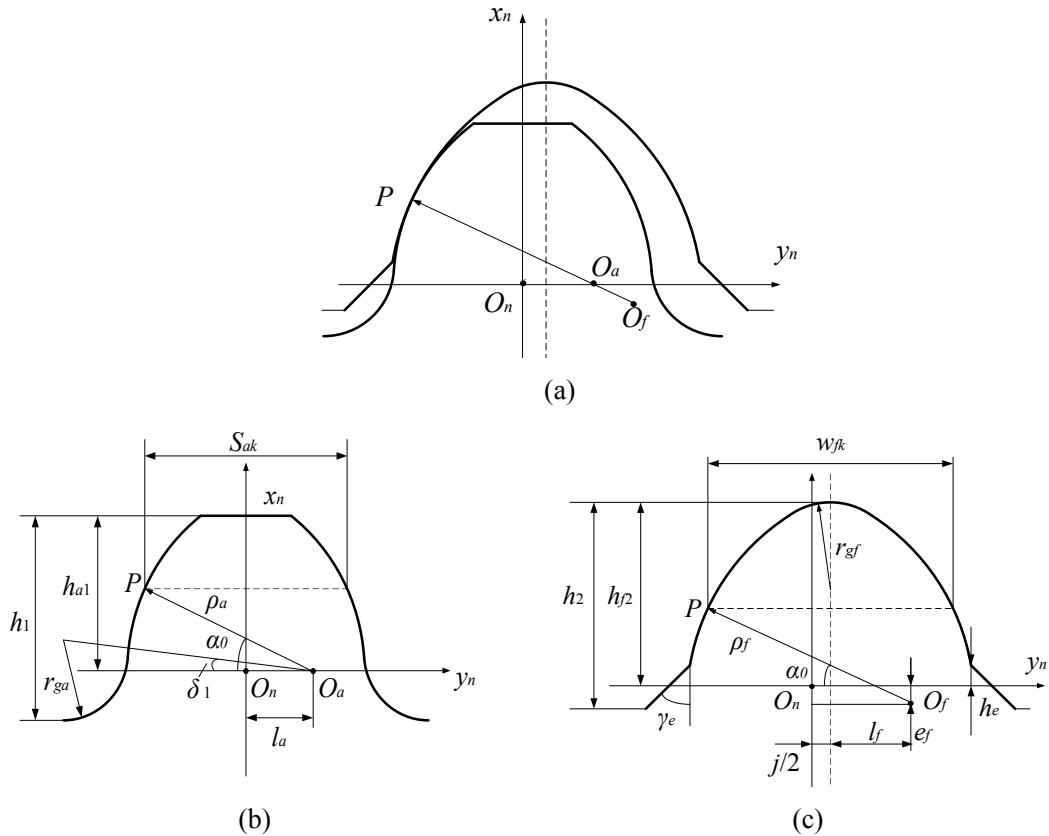 xn
P
yn
Oa
On
Of
(a)
Sak
wfk
xn
rgf
ha1
h1
P
ρa
α0
h2
hf2
P
ρf
α0
yn
rga
δ1
On
Oa
yn
On
Of
he
γe
la
lf
ef
j/2
(b)
(c)